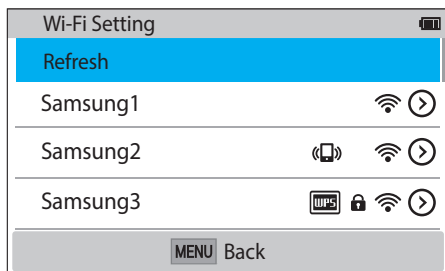 Wi-Fi Setting
Refresh
Samsung1
Samsung2
Samsung3 WPS
MENU Back